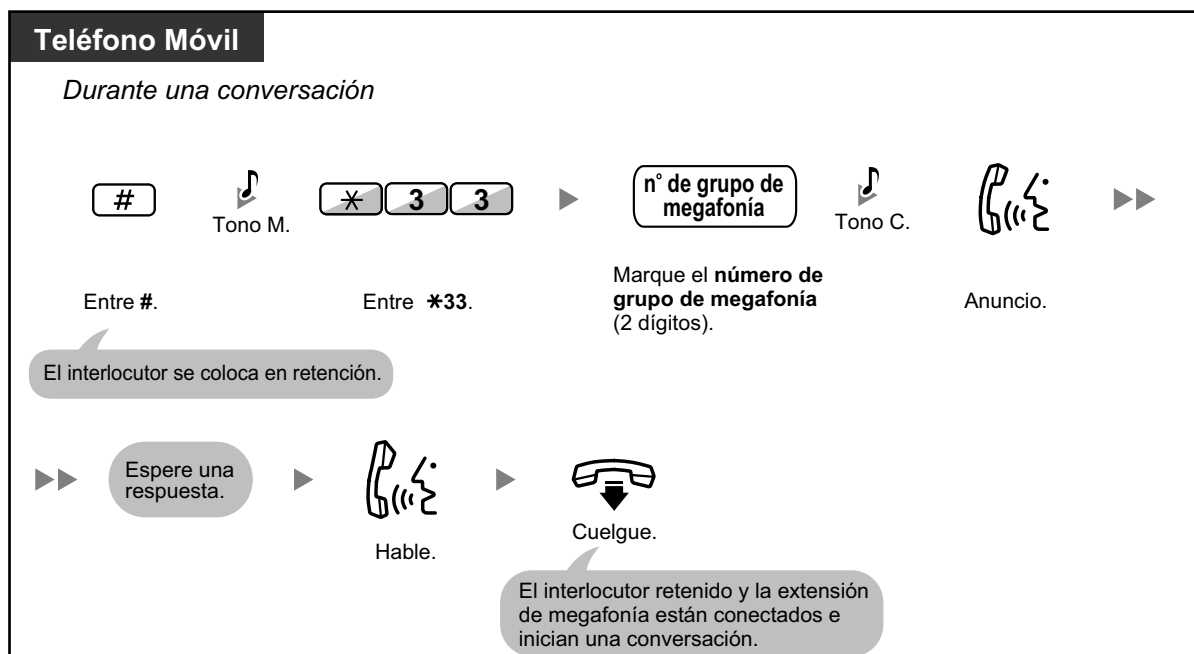 Teléfono Móvil
Durante una conversación
#
Tono M.
✳ 3 3
n° de grupo de
megafonía
Tono C.
Entre #.
Entre ✳33.
Marque el número de
grupo de megafonía
(2 dígitos).
Anuncio.
El interlocutor se coloca en retención.
Espere una
respuesta.
Hable.
Cuelgue.
El interlocutor retenido y la extensión
de megafonía están conectados e
inician una conversación.